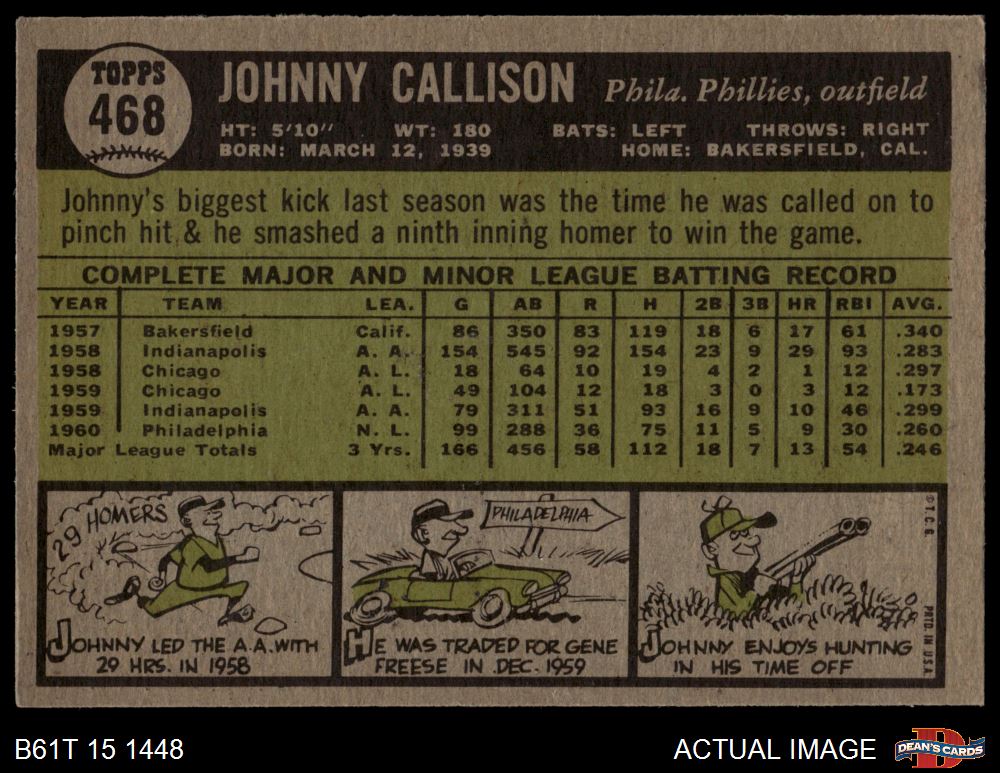 TOPPS
468
JOHNNY CALLISON Phila. Phillies, outfield
HT: 5'10" WT: 180 BATS: LEFT THROWS: RIGHT
BORN: MARCH 12, 1939 HOME: BAKERSFIELD, CAL.
Johnny's biggest kick last season was the time he was called on to
pinch hit & he smashed a ninth inning homer to win the game.
COMPLETE MAJOR AND MINOR LEAGUE BATTING RECORD
YEAR TEAM LEA. G AB R H 2B 3B HR RBI AVG.
1957 Bakersfield Calif. 86 350 83 119 18 6 17 61 .340
1958 Indianapolis A. A. 154 545 92 154 23 9 29 93 .283
1958 Chicago A. L. 18 64 10 19 4 2 1 12 .297
1959 Chicago A. L. 49 104 12 18 3 0 3 12 .173
1959 Indianapolis A. A. 79 311 51 93 16 9 10 46 .299
1960 Philadelphia N. L. 99 288 36 75 11 5 9 30 .260
Major League Totals 3 Yrs. 166 456 58 112 18 7 13 54 .246
29 HOMERS
JOHNNY LED THE A.A. WITH
29 HRS. IN 1958
PHILADELPHIA
HE WAS TRADED FOR GENE
FREESE IN DEC. 1959
JOHNNY ENJOYS HUNTING
IN HIS TIME OFF
© T.C.G.
PRTD. IN U.S.A.
B61T 15 1448
ACTUAL IMAGE
DEAN'S CARDS